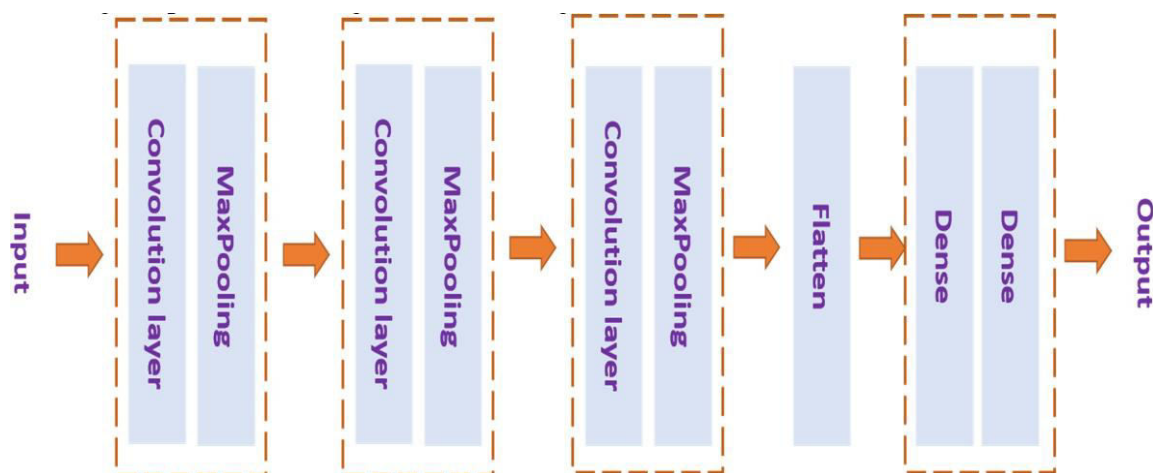 Input
Convolution layer
MaxPooling
Convolution layer
MaxPooling
Convolution layer
MaxPooling
Flatten
Dense
Dense
Output